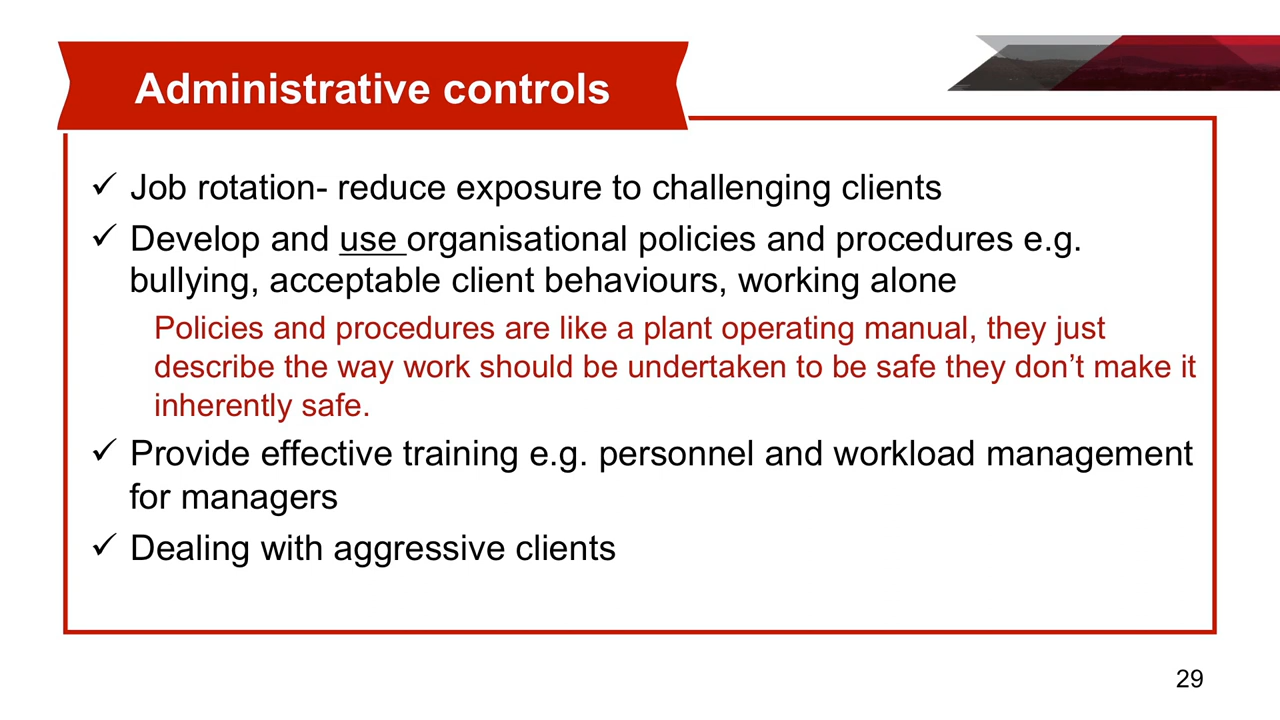 Administrative controls
✓ Job rotation- reduce exposure to challenging clients
✓ Develop and use organisational policies and procedures e.g.
bullying, acceptable client behaviours, working alone
Policies and procedures are like a plant operating manual, they just
describe the way work should be undertaken to be safe they don’t make it
inherently safe.
✓ Provide effective training e.g. personnel and workload management
for managers
✓ Dealing with aggressive clients
29